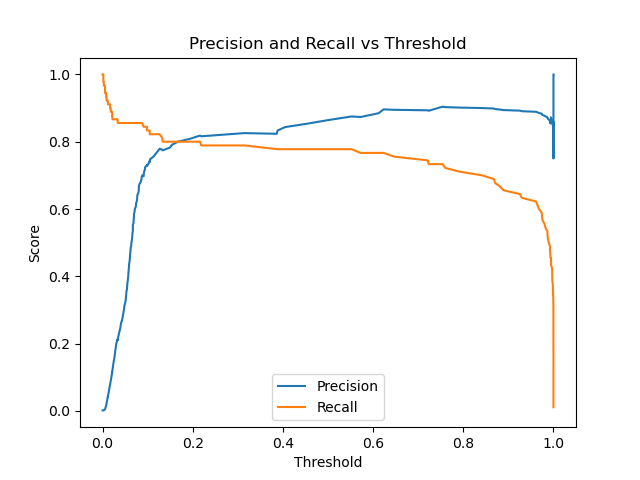 Precision and Recall vs Threshold
1.0
0.8
0.6
0.4
0.2
0.0
Score
Precision
Recall
0.0 0.2 0.4 0.6 0.8 1.0
Threshold